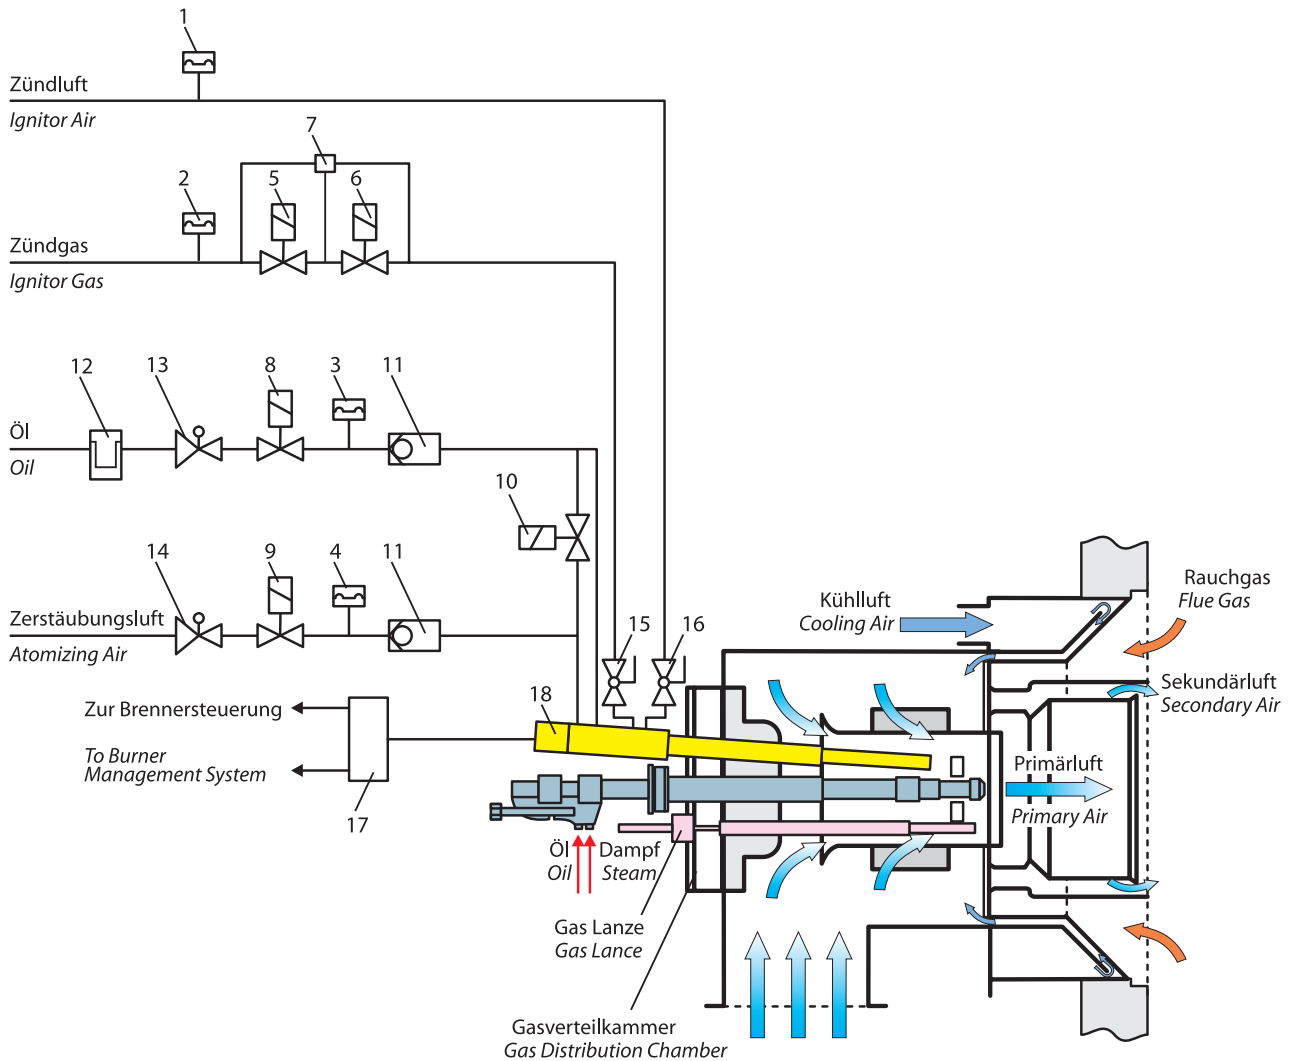 1
Zündluft
Ignitor Air
7
2
5
6
Zündgas
Ignitor Gas
12
13
8
3
11
Öl
Oil
10
14
9
4
11
Zerstäubungsluft
Atomizing Air
15
16
Kühlluft
Cooling Air
Rauchgas
Flue Gas
Sekundärluft
Secondary Air
18
Zur Brennersteuerung
To Burner
Management System
17
Primärluft
Primary Air
Öl
Oil
Dampf
Steam
Gas Lanze
Gas Lance
Gasverteilkammer
Gas Distribution Chamber